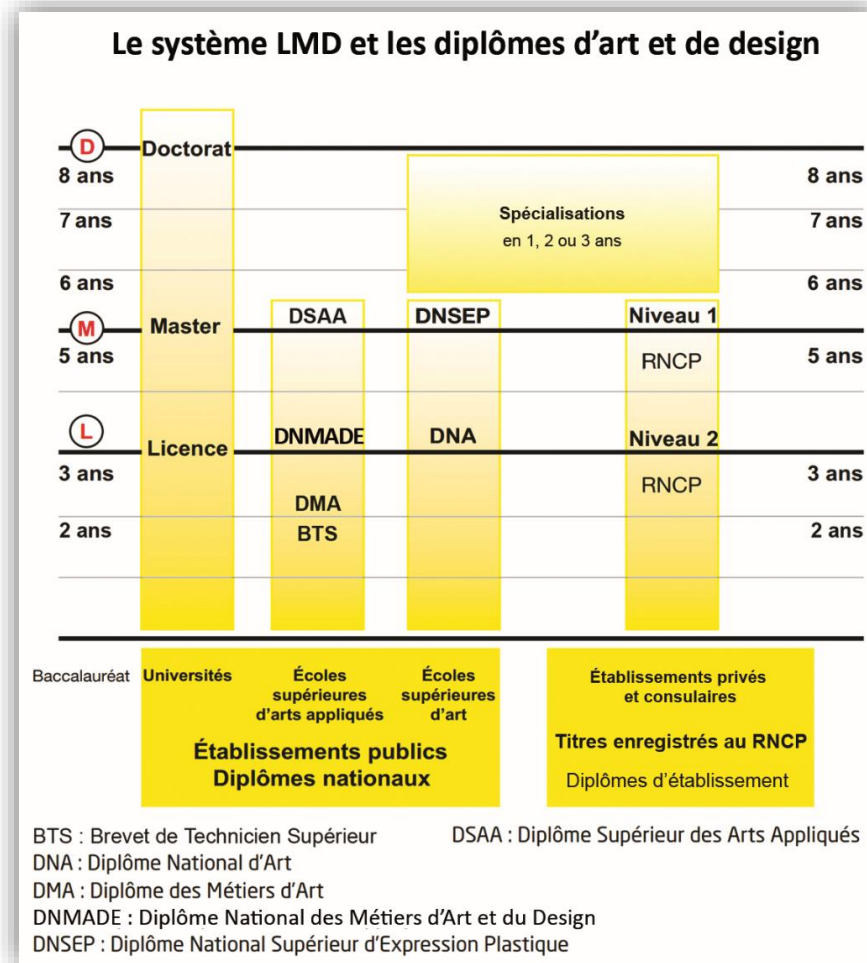 Le système LMD et les diplômes d'art et de design
D Doctorat
8 ans 8 ans
Spécialisations
en 1, 2 ou 3 ans
7 ans 7 ans
6 ans 6 ans
DSAA DNSEP Niveau 1
M Master
5 ans RNCP 5 ans
L DNMADE DNA Niveau 2
Licence
3 ans RNCP 3 ans
DMA
2 ans BTS 2 ans
Baccalauréat
Universités
Écoles
supérieures
d'arts appliqués
Écoles
supérieures
d'art
Établissements publics
Diplômes nationaux
Établissements privés
et consulaires
Titres enregistrés au RNCP
Diplômes d'établissement
BTS : Brevet de Technicien Supérieur
DSAA : Diplôme Supérieur des Arts Appliqués
DNA : Diplôme National d'Art
DMA : Diplôme des Métiers d'Art
DNMADE : Diplôme National des Métiers d'Art et du Design
DNSEP : Diplôme National Supérieur d'Expression Plastique